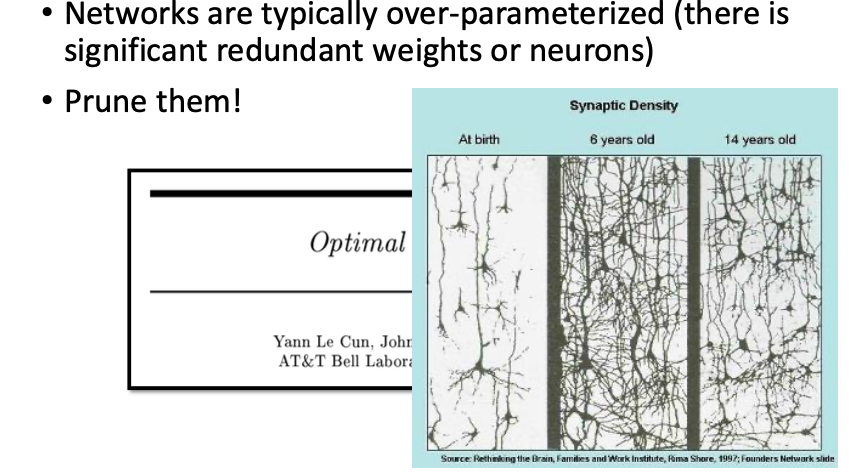 • Networks are typically over-parameterized (there is
significant redundant weights or neurons)
• Prune them!
Synaptic Density
At birth
6 years old
14 years old
Optimal
Yann Le Cun, John
AT&T Bell Labora
Source: Rethinking the Brain, Families and Work Institute, Rima Shore, 1997; Founders Network slide